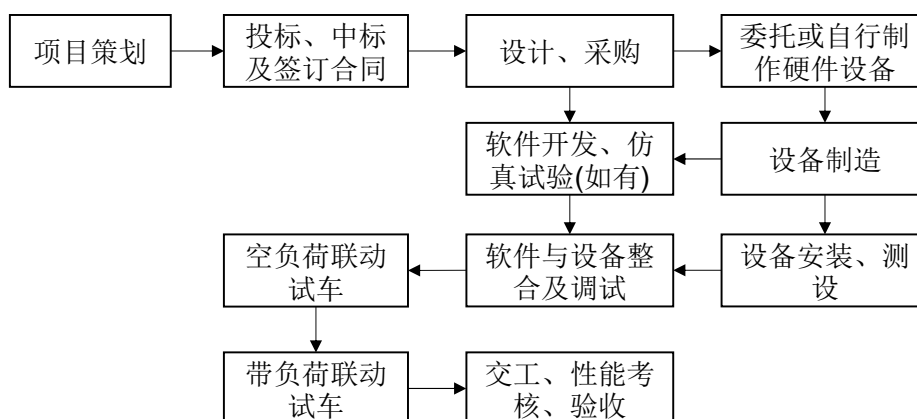 项目策划
投标、中标
及签订合同
设计、采购
委托或自行制
作硬件设备
软件开发、仿
真试验(如有)
设备制造
空负荷联动
试车
软件与设备整
合及调试
设备安装、测
设
带负荷联动
试车
交工、性能考
核、验收